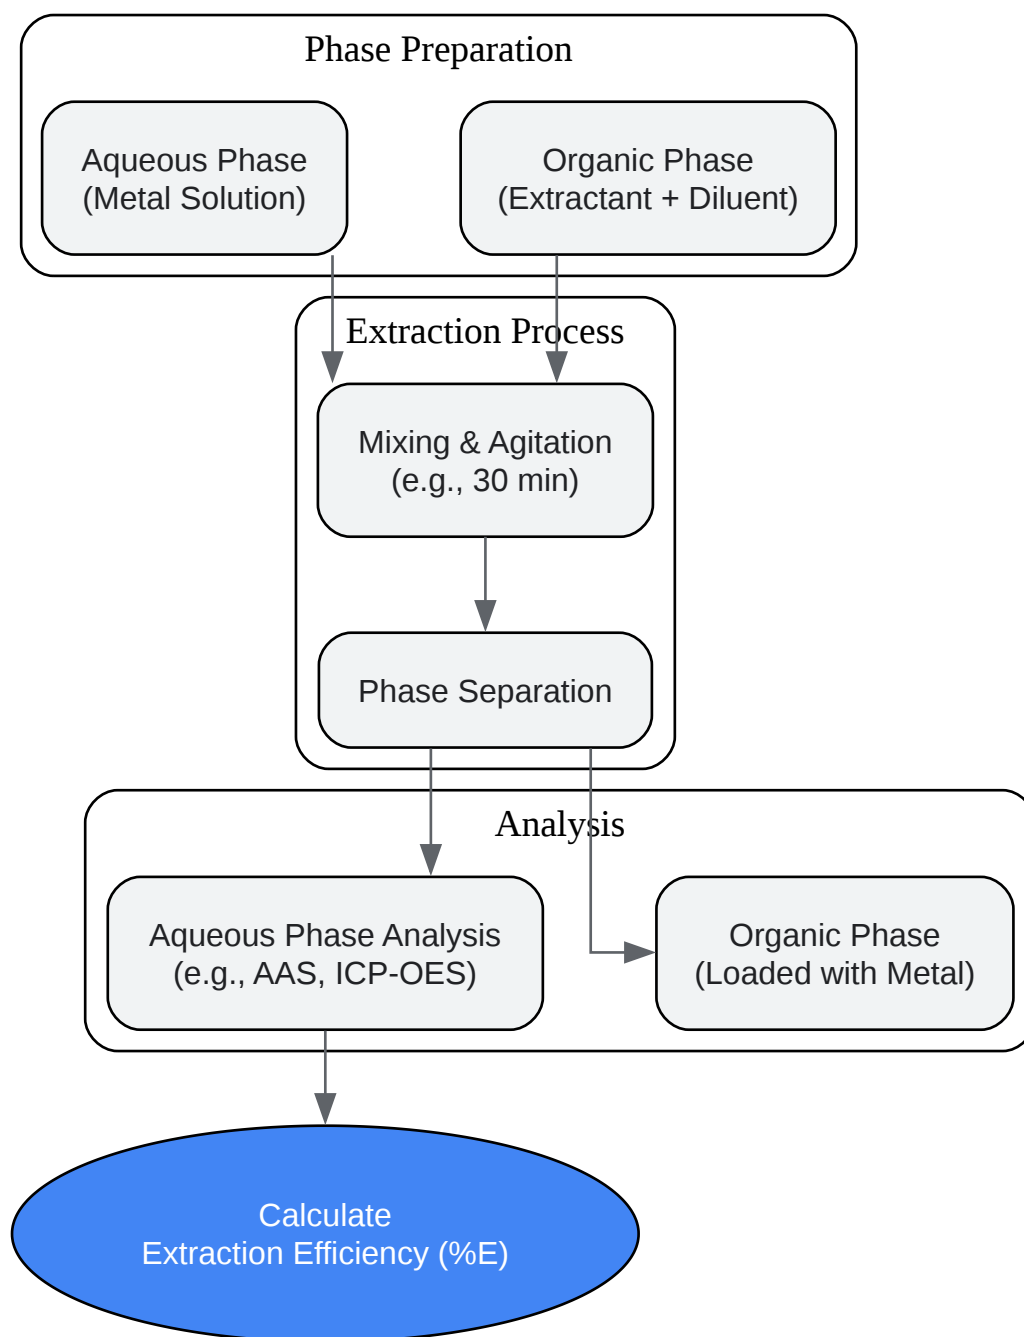 Phase Preparation
Aqueous Phase
(Metal Solution)
Organic Phase
(Extractant + Diluent)
Extraction Process
Mixing & Agitation
(e.g., 30 min)
Phase Separation
Analysis
Aqueous Phase Analysis
(e.g., AAS, ICP-OES)
Organic Phase
(Loaded with Metal)
Calculate
Extraction Efficiency (%E)